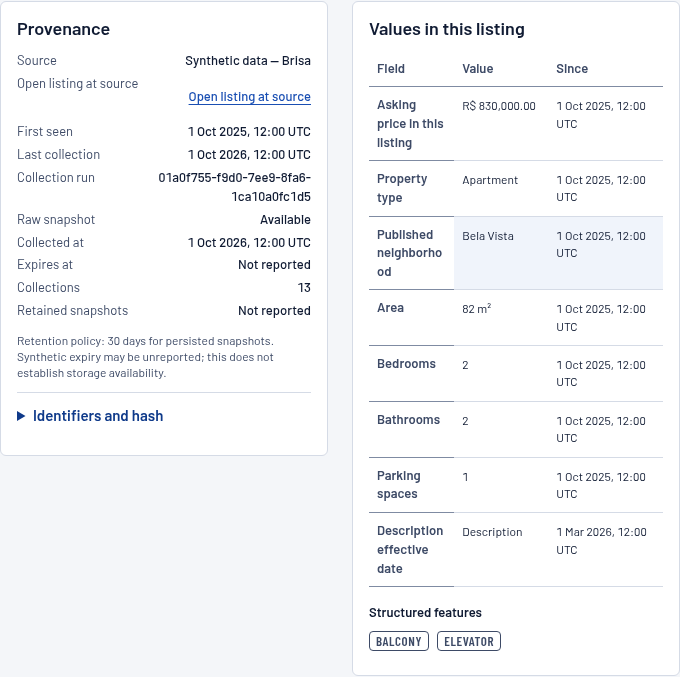 Provenance
Source Synthetic data — Brisa
Open listing at source
Open listing at source
First seen 1 Oct 2025, 12:00 UTC
Last collection 1 Oct 2026, 12:00 UTC
Collection run 01a0f755-f9d0-7ee9-8fa6-
1ca10a0fc1d5
Raw snapshot Available
Collected at 1 Oct 2026, 12:00 UTC
Expires at Not reported
Collections 13
Retained snapshots Not reported
Retention policy: 30 days for persisted snapshots.
Synthetic expiry may be unreported; this does not
establish storage availability.
Identifiers and hash
Values in this listing
Field Value Since
Asking R$ 830,000.00 1 Oct 2025, 12:00
price in this UTC
listing
Property Apartment 1 Oct 2025, 12:00
type UTC
Published Bela Vista 1 Oct 2025, 12:00
neighborho UTC
od
Area 82 m² 1 Oct 2025, 12:00
UTC
Bedrooms 2 1 Oct 2025, 12:00
UTC
Bathrooms 2 1 Oct 2025, 12:00
UTC
Parking 1 1 Oct 2025, 12:00
spaces UTC
Description Description 1 Mar 2026, 12:00
effective UTC
date
Structured features
BALCONY ELEVATOR